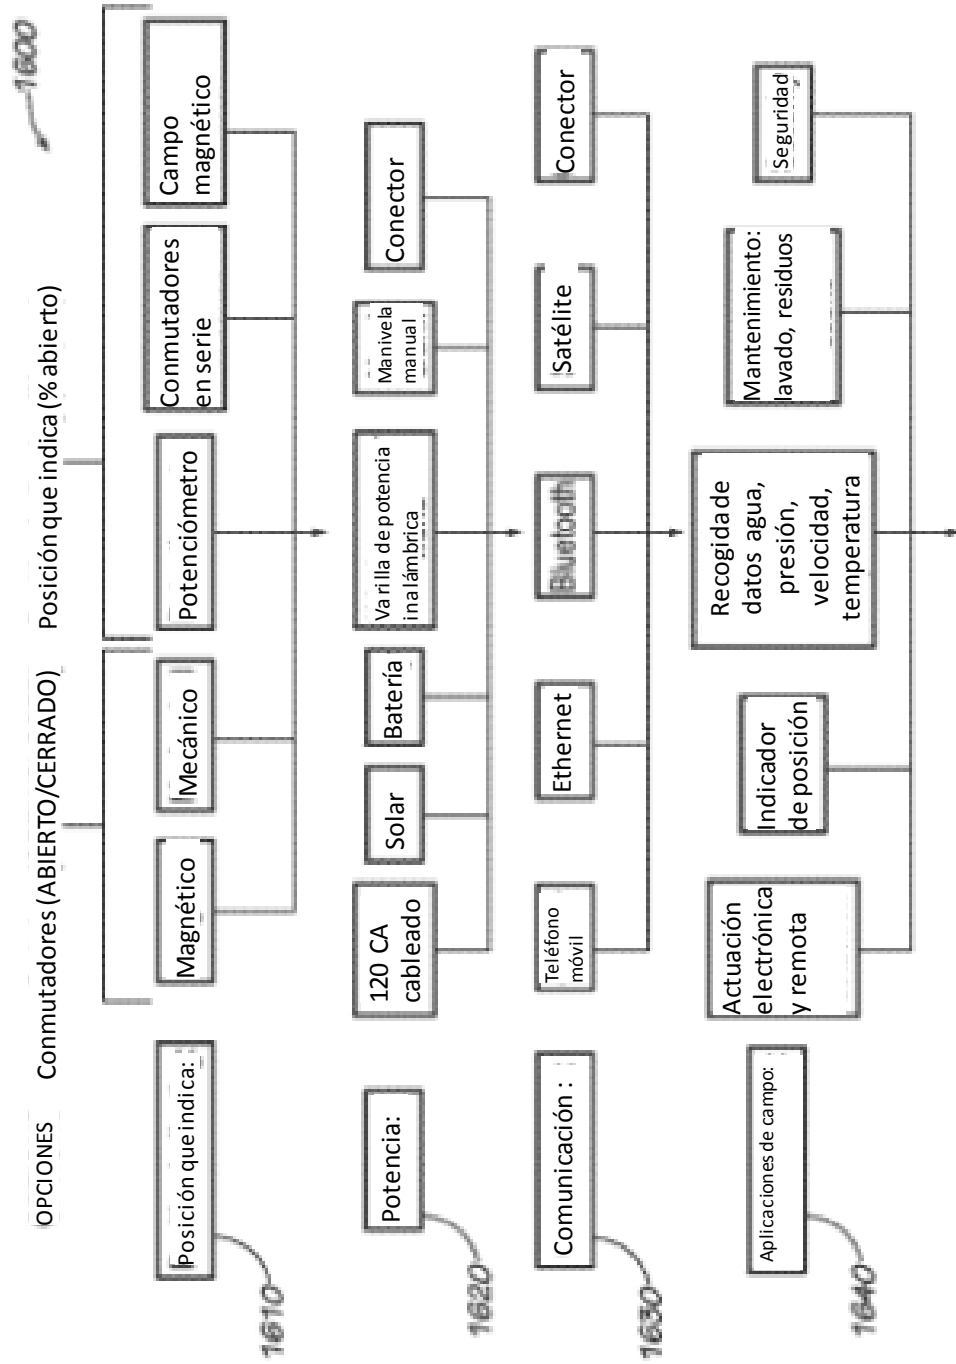 1600
OPCIONES
Conmutadores (ABIERTO/CERRADO)
Posición que indica (% abierto)
Posición que indica:
Magnético
Mecánico
Potenciómetro
Conmutadores
en serie
Campo
magnético
1610
Potencia:
120 CA
cableado
Solar
Batería
Varilla de potencia
inalámbrica
Manivela
manual
Conector
1620
Comunicación :
Teléfono
móvil
Ethernet
Bluetooth
Satélite
Conector
1630
Aplicaciones de campo:
Actuación
electrónica
y remota
Indicador
de posición
Recogida de
datos agua,
presión,
velocidad,
temperatura
Mantenimiento:
lavado, residuos
Seguridad
1640